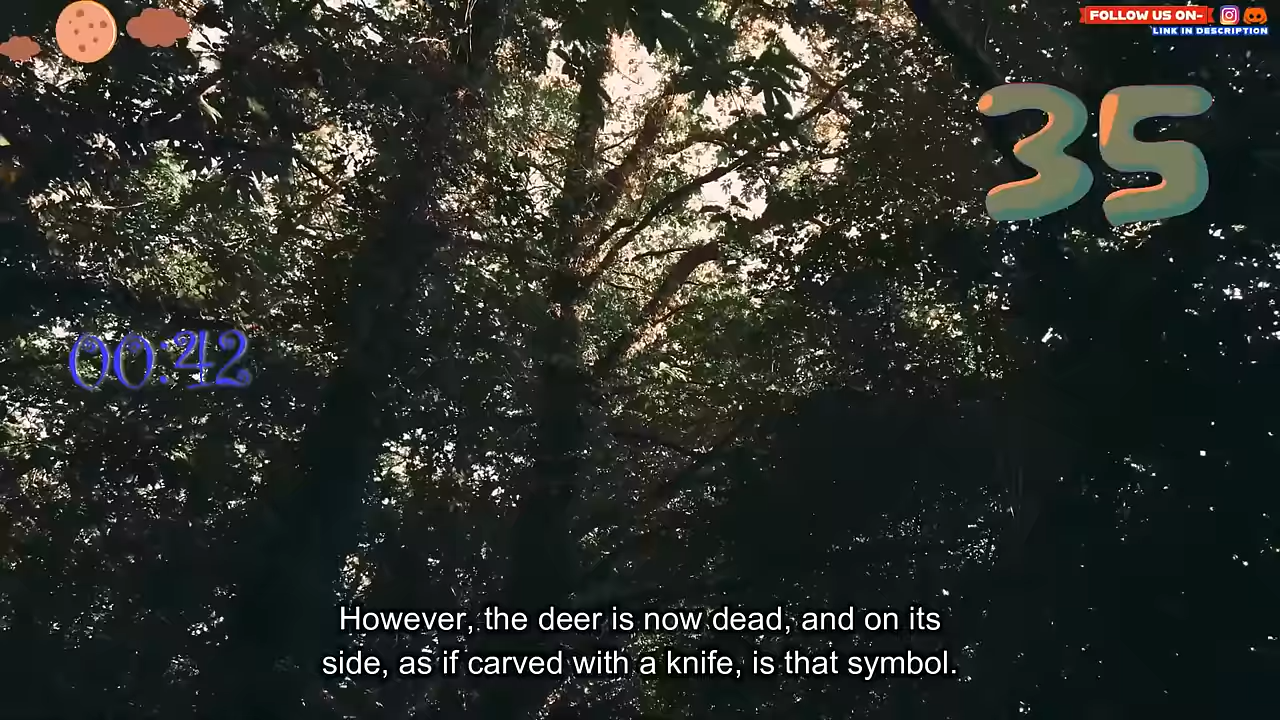 FOLLOW US ON-
LINK IN DESCRIPTION
35
00:42
However, the deer is now dead, and on its
side, as if carved with a knife, is that symbol.